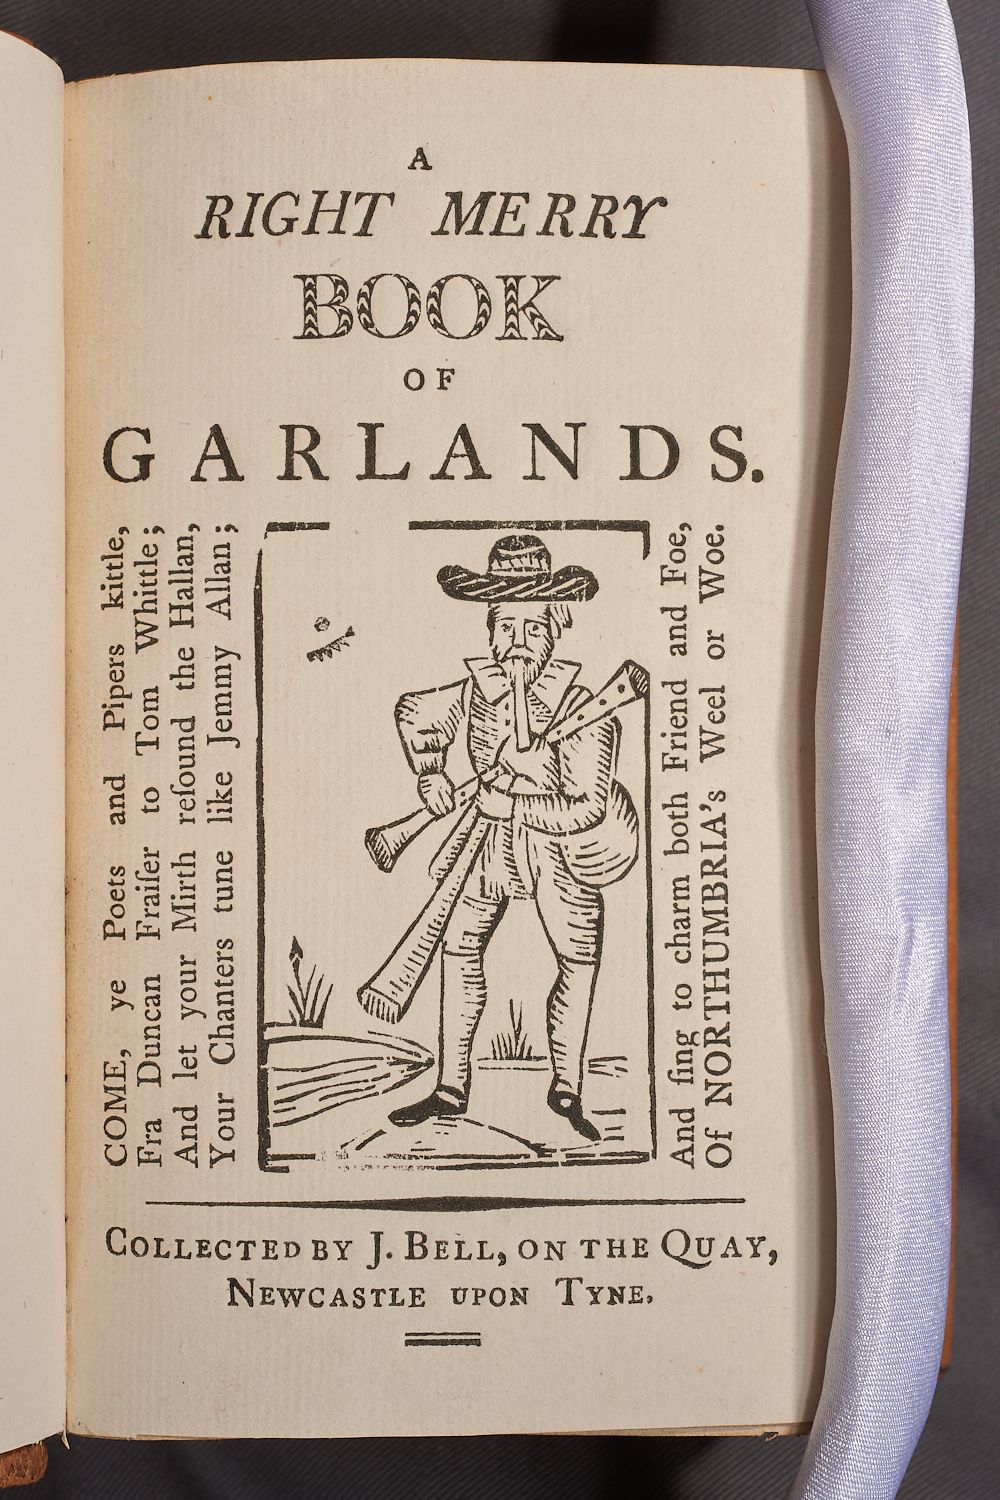 A
RIGHT MERRY
BOOK
OF
GARLANDS.
COME, ye Poets and Pipers kittle,
Fra Duncan Fraiſer to Tom Whittle;
And let your Mirth reſound the Hallan,
Your Chanters tune like Jemmy Allan;
And ſing to charm both Friend and Foe,
Of NORTHUMBRIA's Weel or Woe.
COLLECTED BY J. BELL, ON THE QUAY,
NEWCASTLE UPON TYNE.